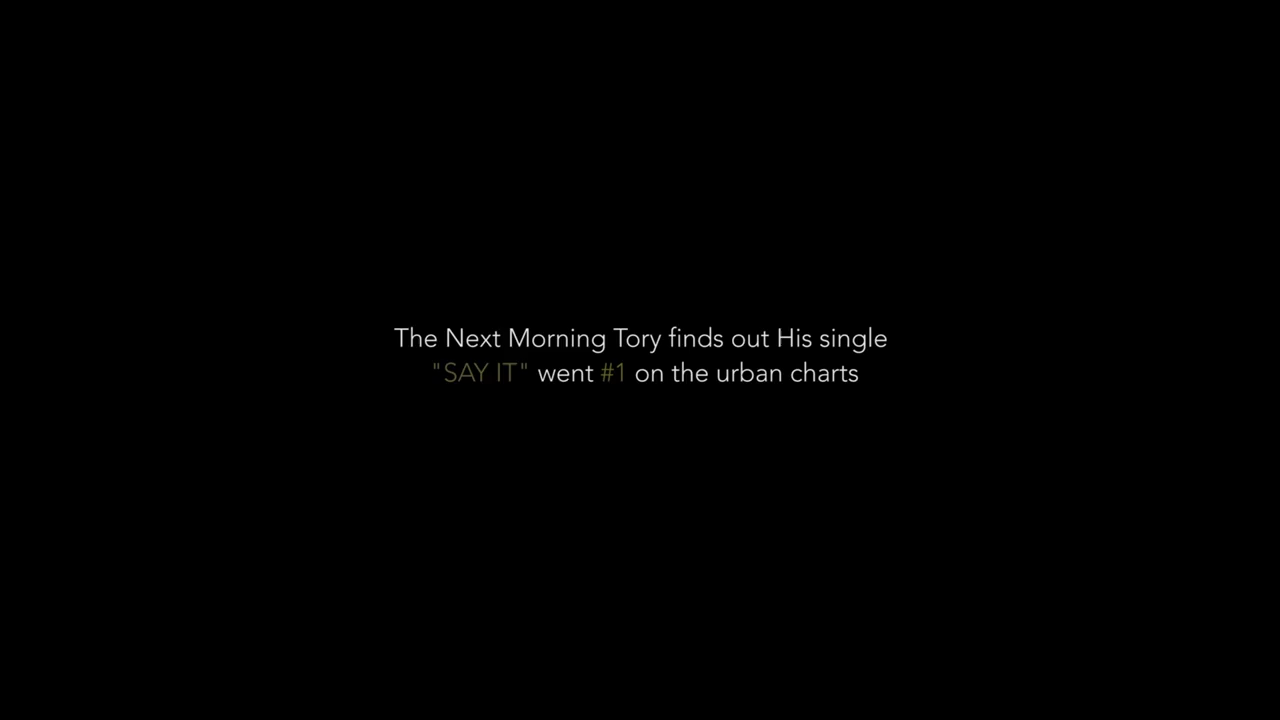 The Next Morning Tory finds out His single
"SAY IT" went #1 on the urban charts